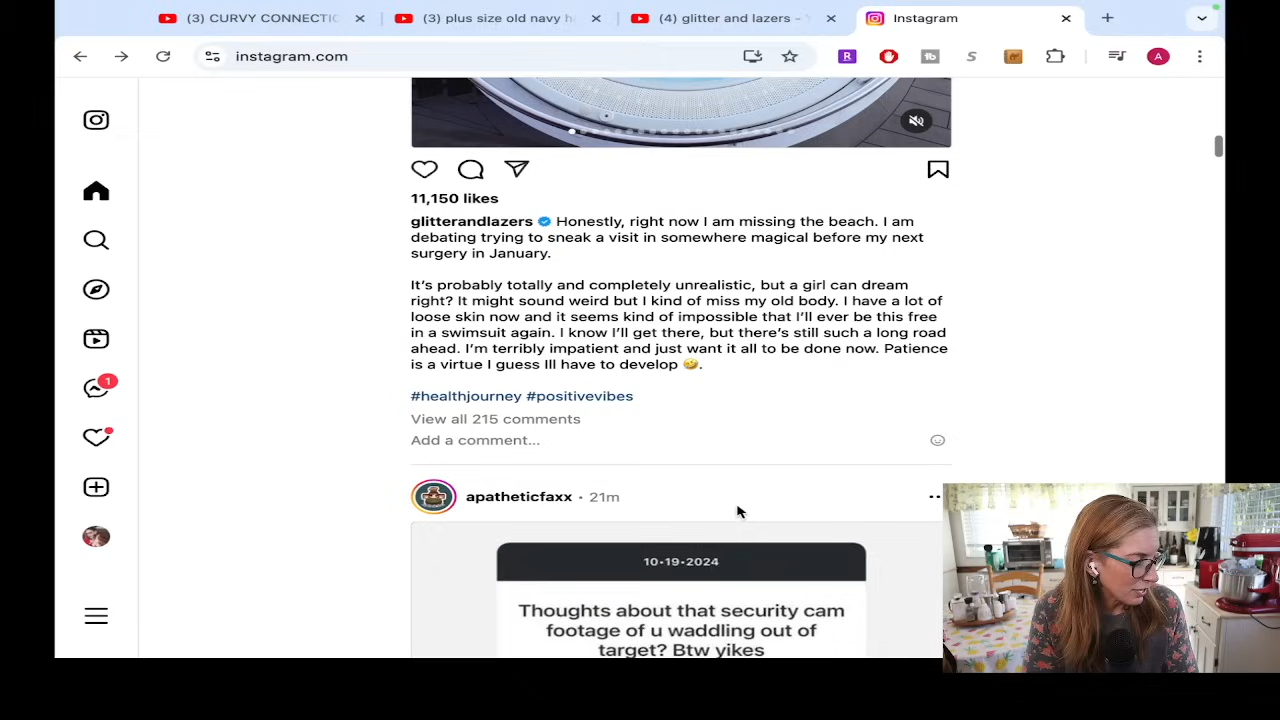 (3) CURVY CONNECTIC
(3) plus size old navy h
(4) glitter and lazers - Y
Instagram
instagram.com
R
tb
S
A
11,150 likes
glitterandlazers Honestly, right now I am missing the beach. I am
debating trying to sneak a visit in somewhere magical before my next
surgery in January.
It's probably totally and completely unrealistic, but a girl can dream
right? It might sound weird but I kind of miss my old body. I have a lot of
loose skin now and it seems kind of impossible that I'll ever be this free
in a swimsuit again. I know I'll get there, but there's still such a long road
ahead. I'm terribly impatient and just want it all to be done now. Patience
is a virtue I guess Ill have to develop 🤣.
1
#healthjourney #positivevibes
View all 215 comments
Add a comment...
apatheticfaxx • 21m
10•19•2024
Thoughts about that security cam
footage of u waddling out of
target? Btw yikes